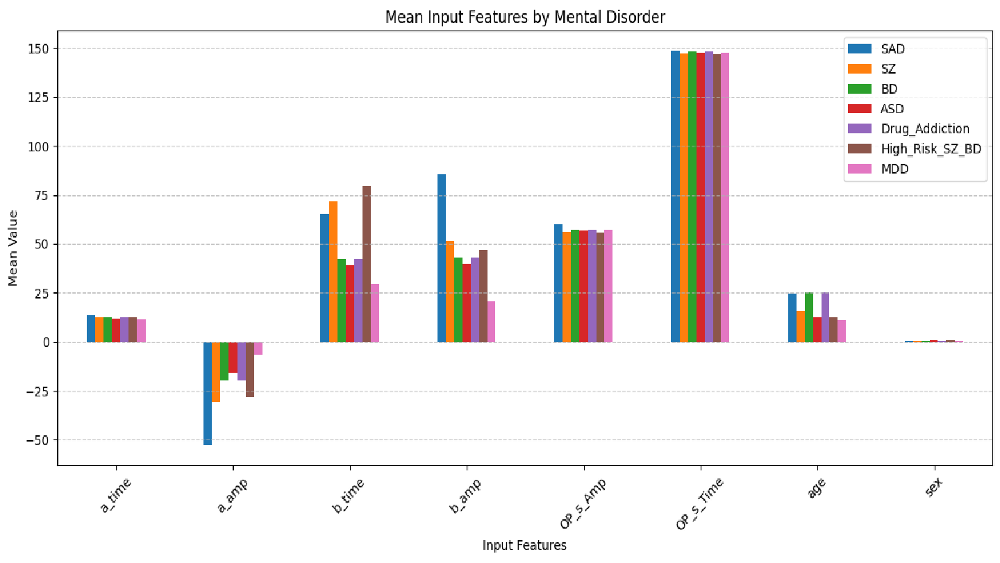 Mean Input Features by Mental Disorder
Mean Value
150
125
100
75
50
25
0
−25
−50
SAD
SZ
BD
ASD
Drug_Addiction
High_Risk_SZ_BD
MDD
a_time
a_amp
b_time
b_amp
OP_s_Amp
OP_s_Time
age
sex
Input Features